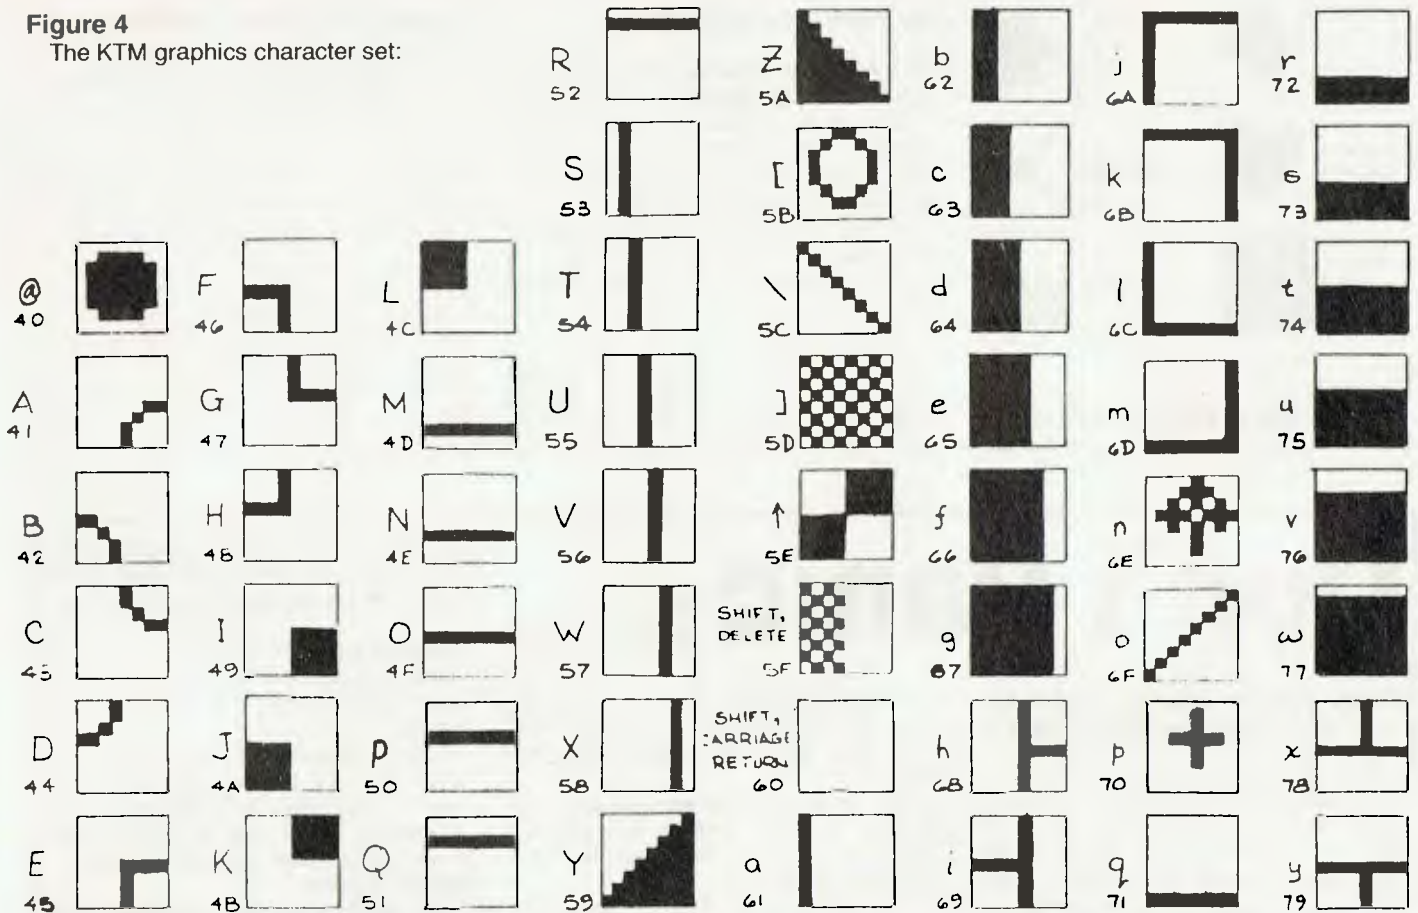 Figure 4
The KTM graphics character set:
@
40
A
41
B
42
C
43
D
44
E
45
F
46
G
47
H
48
I
49
J
4A
K
4B
L
4C
M
4D
N
4E
O
4F
P
50
Q
51
R
52
S
53
T
54
U
55
V
56
W
57
X
58
Y
59
Z
5A
[
5B
\
5C
]
5D
↑
5E
SHIFT,
DELETE
5F
SHIFT,
CARRIAGE
RETURN
60
a
61
b
62
c
63
d
64
e
65
f
66
g
67
h
68
i
69
j
6A
k
6B
l
6C
m
6D
n
6E
o
6F
p
70
q
71
r
72
s
73
t
74
u
75
v
76
w
77
x
78
y
79